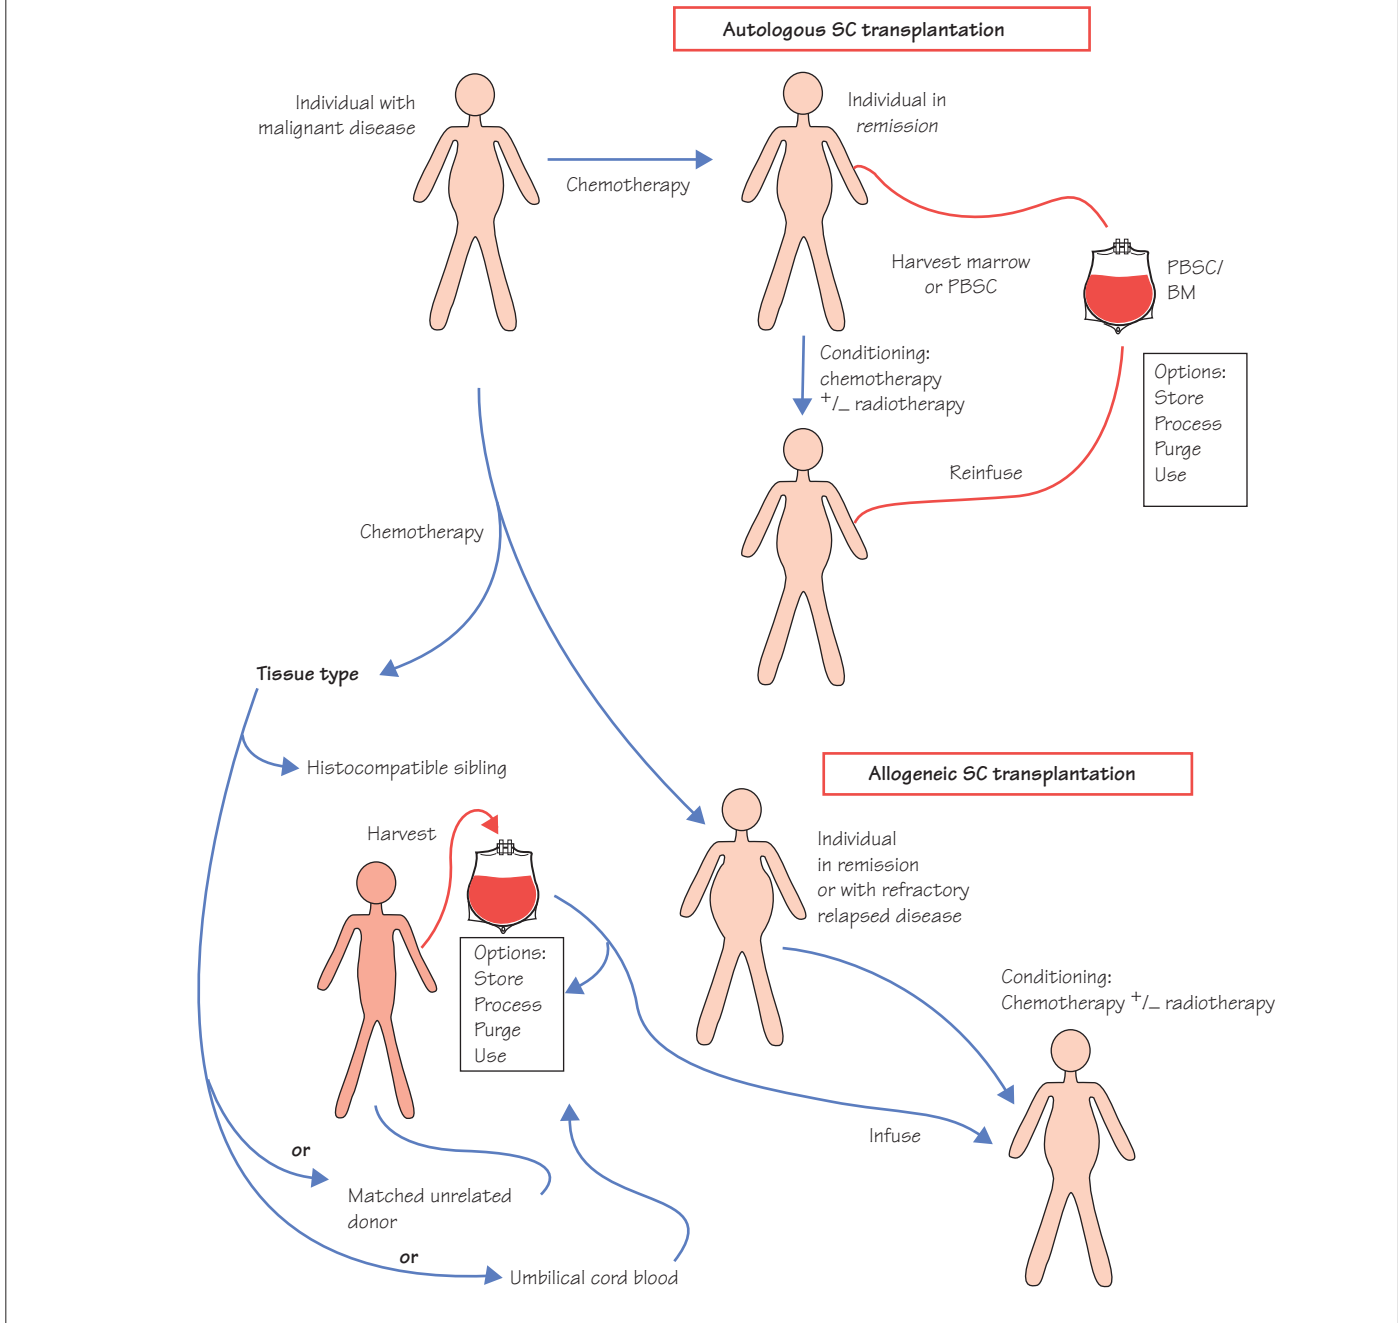 Autologous SC transplantation
Individual with
malignant disease
Individual in
remission
Chemotherapy
Harvest marrow
or PBSC
PBSC/
BM
Conditioning:
chemotherapy
+/– radiotherapy
Options:
Store
Process
Purge
Use
Reinfuse
Chemotherapy
Tissue type
Histocompatible sibling
Allogeneic SC transplantation
Harvest
Individual
in remission
or with refractory
relapsed disease
Options:
Store
Process
Purge
Use
Conditioning:
Chemotherapy +/– radiotherapy
Infuse
or
Matched unrelated
donor
or
Umbilical cord blood